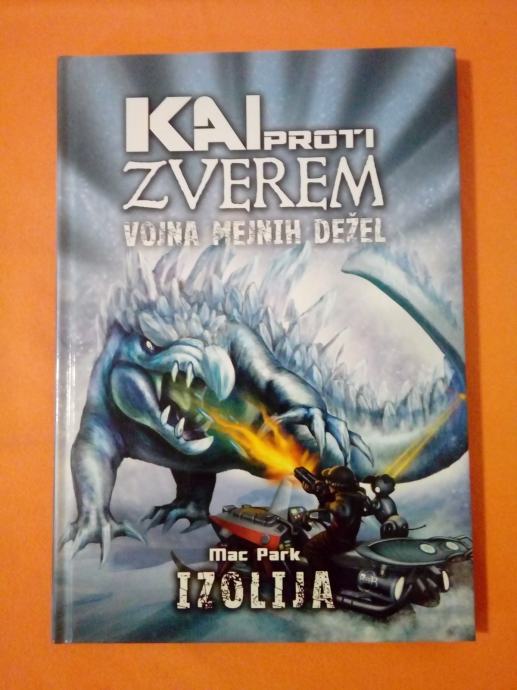 KAI PROTI
ZVEREM
VOJNA MEJNIH DEŽEL
Mac Park
IZOLIJA